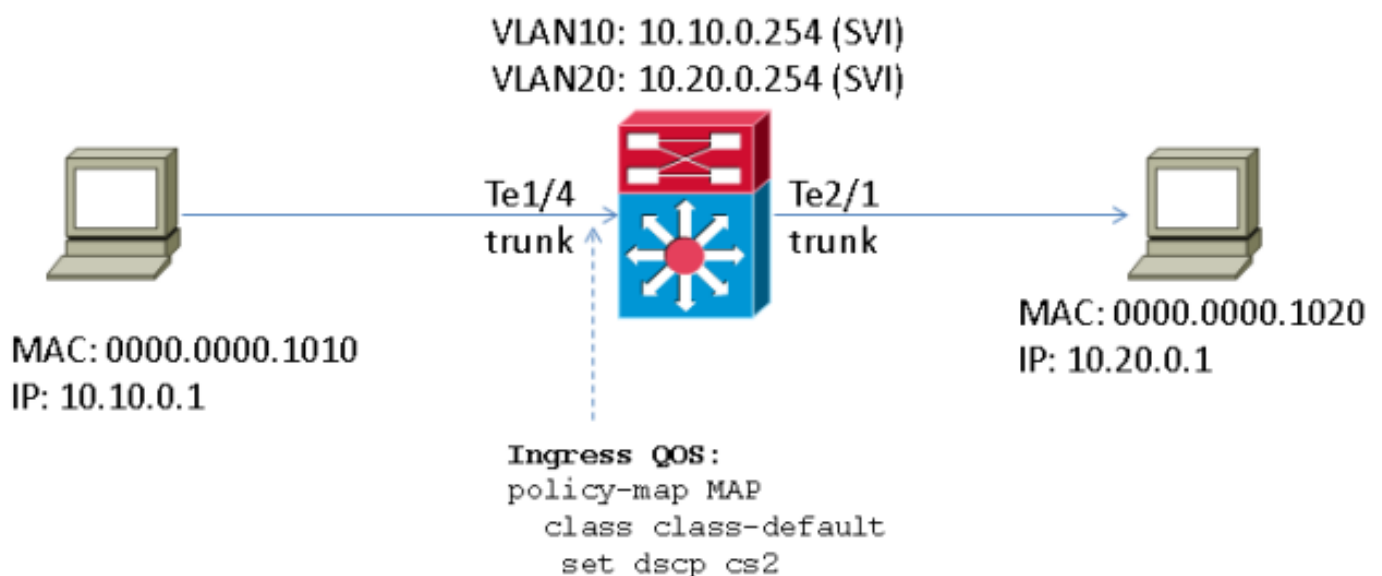 VLAN10: 10.10.0.254 (SVI)
VLAN20: 10.20.0.254 (SVI)
Te1/4
trunk
Te2/1
trunk
MAC: 0000.0000.1010
IP: 10.10.0.1
MAC: 0000.0000.1020
IP: 10.20.0.1
Ingress QOS:
policy-map MAP
class class-default
set dscp cs2